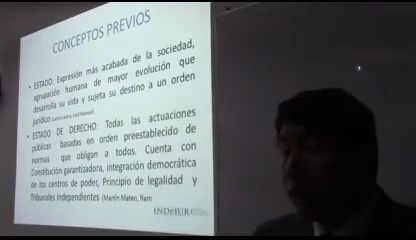 CONCEPTOS PREVIOS
• ESTADO: Expresión más acabada de la sociedad,
agrupación humana de mayor evolución que
desarrolla su vida y sujeta su destino a un orden
jurídico
• ESTADO DE DERECHO: Todas las actuaciones
públicas basadas en orden preestablecido de
normas que obligan a todos. Cuenta con
Constitución garantizadora, integración democrática
de los centros de poder, Principio de legalidad y
Tribunales independientes (Martín Mateo, Ram
INDeJUR